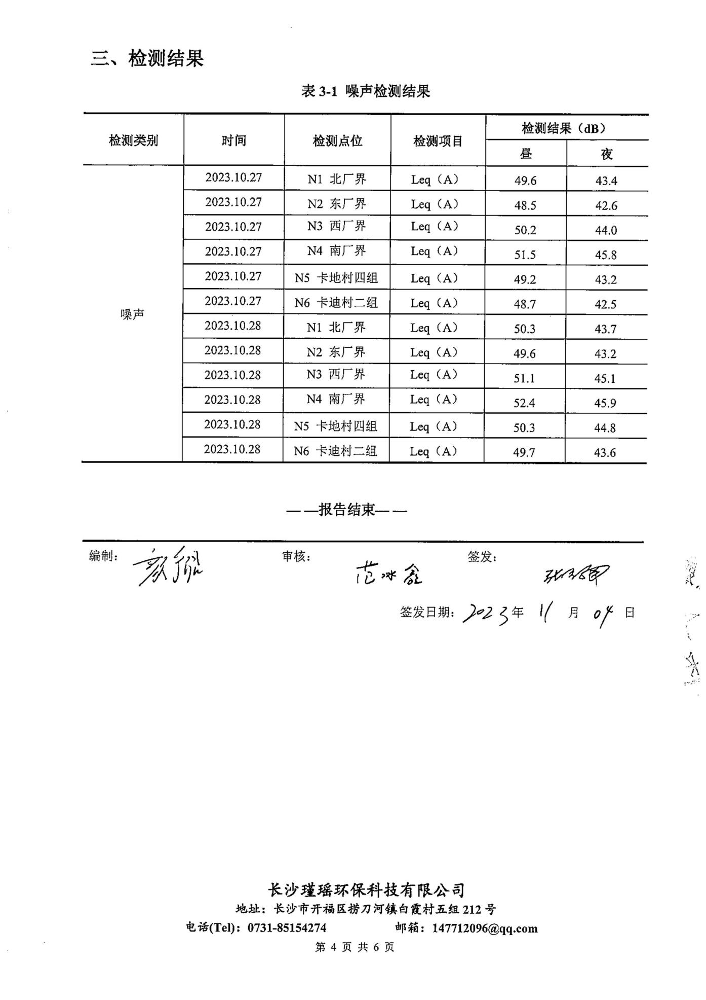 三、检测结果
表 3-1 噪声检测结果
检测类别 时间 检测点位 检测项目 检测结果（dB）
昼 夜
噪声
2023.10.27 N1 北厂界 Leq（A） 49.6 43.4
2023.10.27 N2 东厂界 Leq（A） 48.5 42.6
2023.10.27 N3 西厂界 Leq（A） 50.2 44.0
2023.10.27 N4 南厂界 Leq（A） 51.5 45.8
2023.10.27 N5 卡地村四组 Leq（A） 49.2 43.2
2023.10.27 N6 卡迪村二组 Leq（A） 48.7 42.5
2023.10.28 N1 北厂界 Leq（A） 50.3 43.7
2023.10.28 N2 东厂界 Leq（A） 49.6 43.2
2023.10.28 N3 西厂界 Leq（A） 51.1 45.1
2023.10.28 N4 南厂界 Leq（A） 52.4 45.9
2023.10.28 N5 卡地村四组 Leq（A） 50.3 44.8
2023.10.28 N6 卡迪村二组 Leq（A） 49.7 43.6
— —报告结束— —
编制： 审核： 范冰鑫 签发：
签发日期：2023年 11 月 04 日
长沙瑾瑶环保科技有限公司
地址：长沙市开福区捞刀河镇白霞村五组 212 号
电话(Tel)：0731-85154274 邮箱：147712096@qq.com
第 4 页 共 6 页